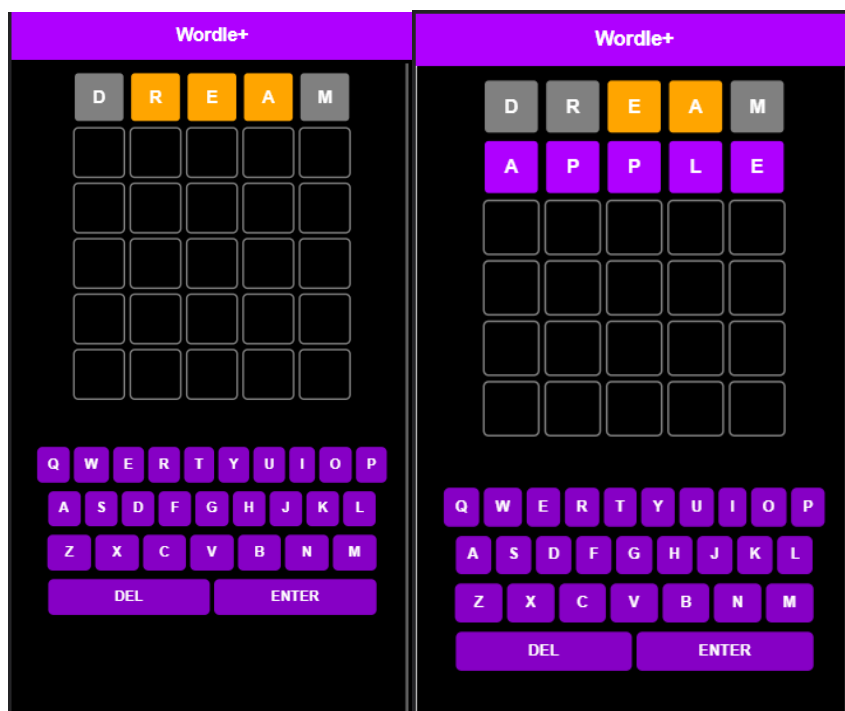 Wordle+
D R E A M
Q W E R T Y U I O P
A S D F G H J K L
Z X C V B N M
DEL ENTER
Wordle+
D R E A M
A P P L E
Q W E R T Y U I O P
A S D F G H J K L
Z X C V B N M
DEL ENTER